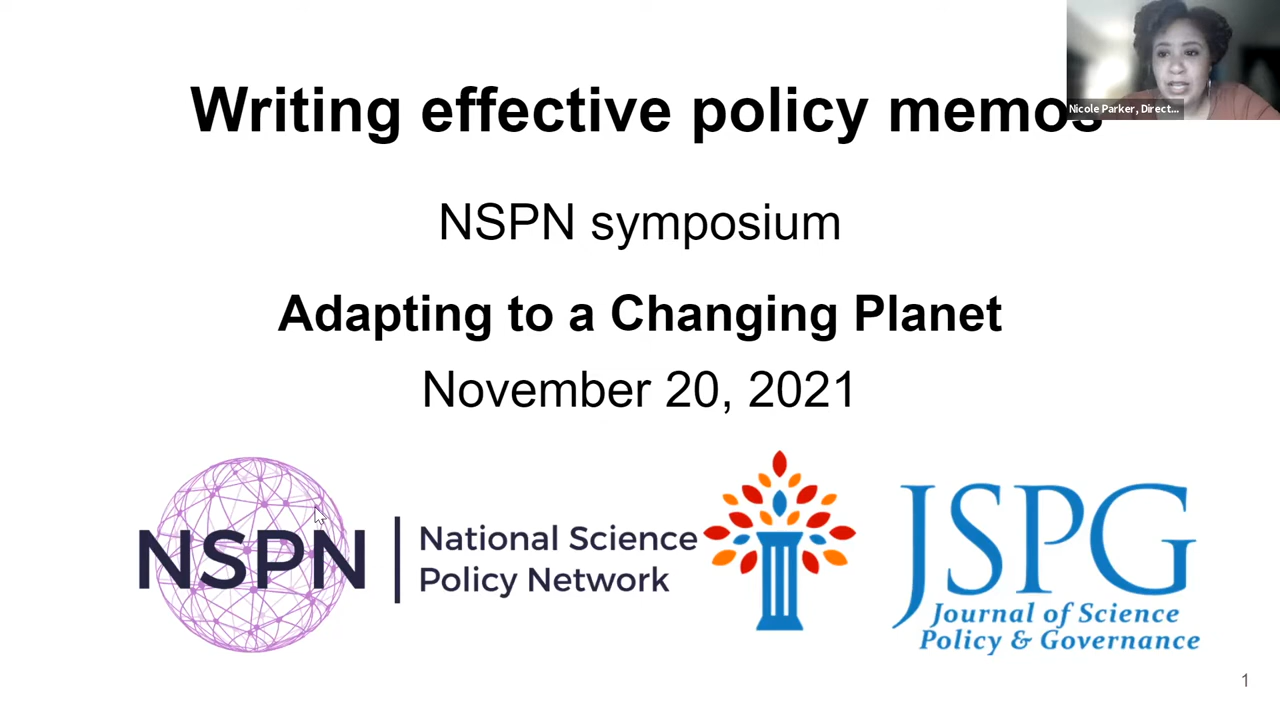 Writing effective policy memos
Nicole Parker, Direct...
NSPN symposium
Adapting to a Changing Planet
November 20, 2021
NSPN
National Science
Policy Network
JSPG
Journal of Science
Policy & Governance
1